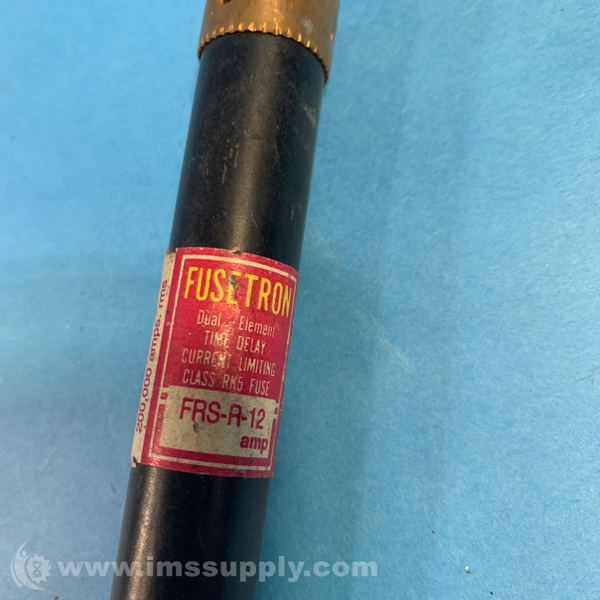 FUSETRON
Dual - Element
TIME DELAY
CURRENT LIMITING
CLASS RK5 FUSE
FRS-R-12
amp
200,000 amps. rms
www.imssupply.com/